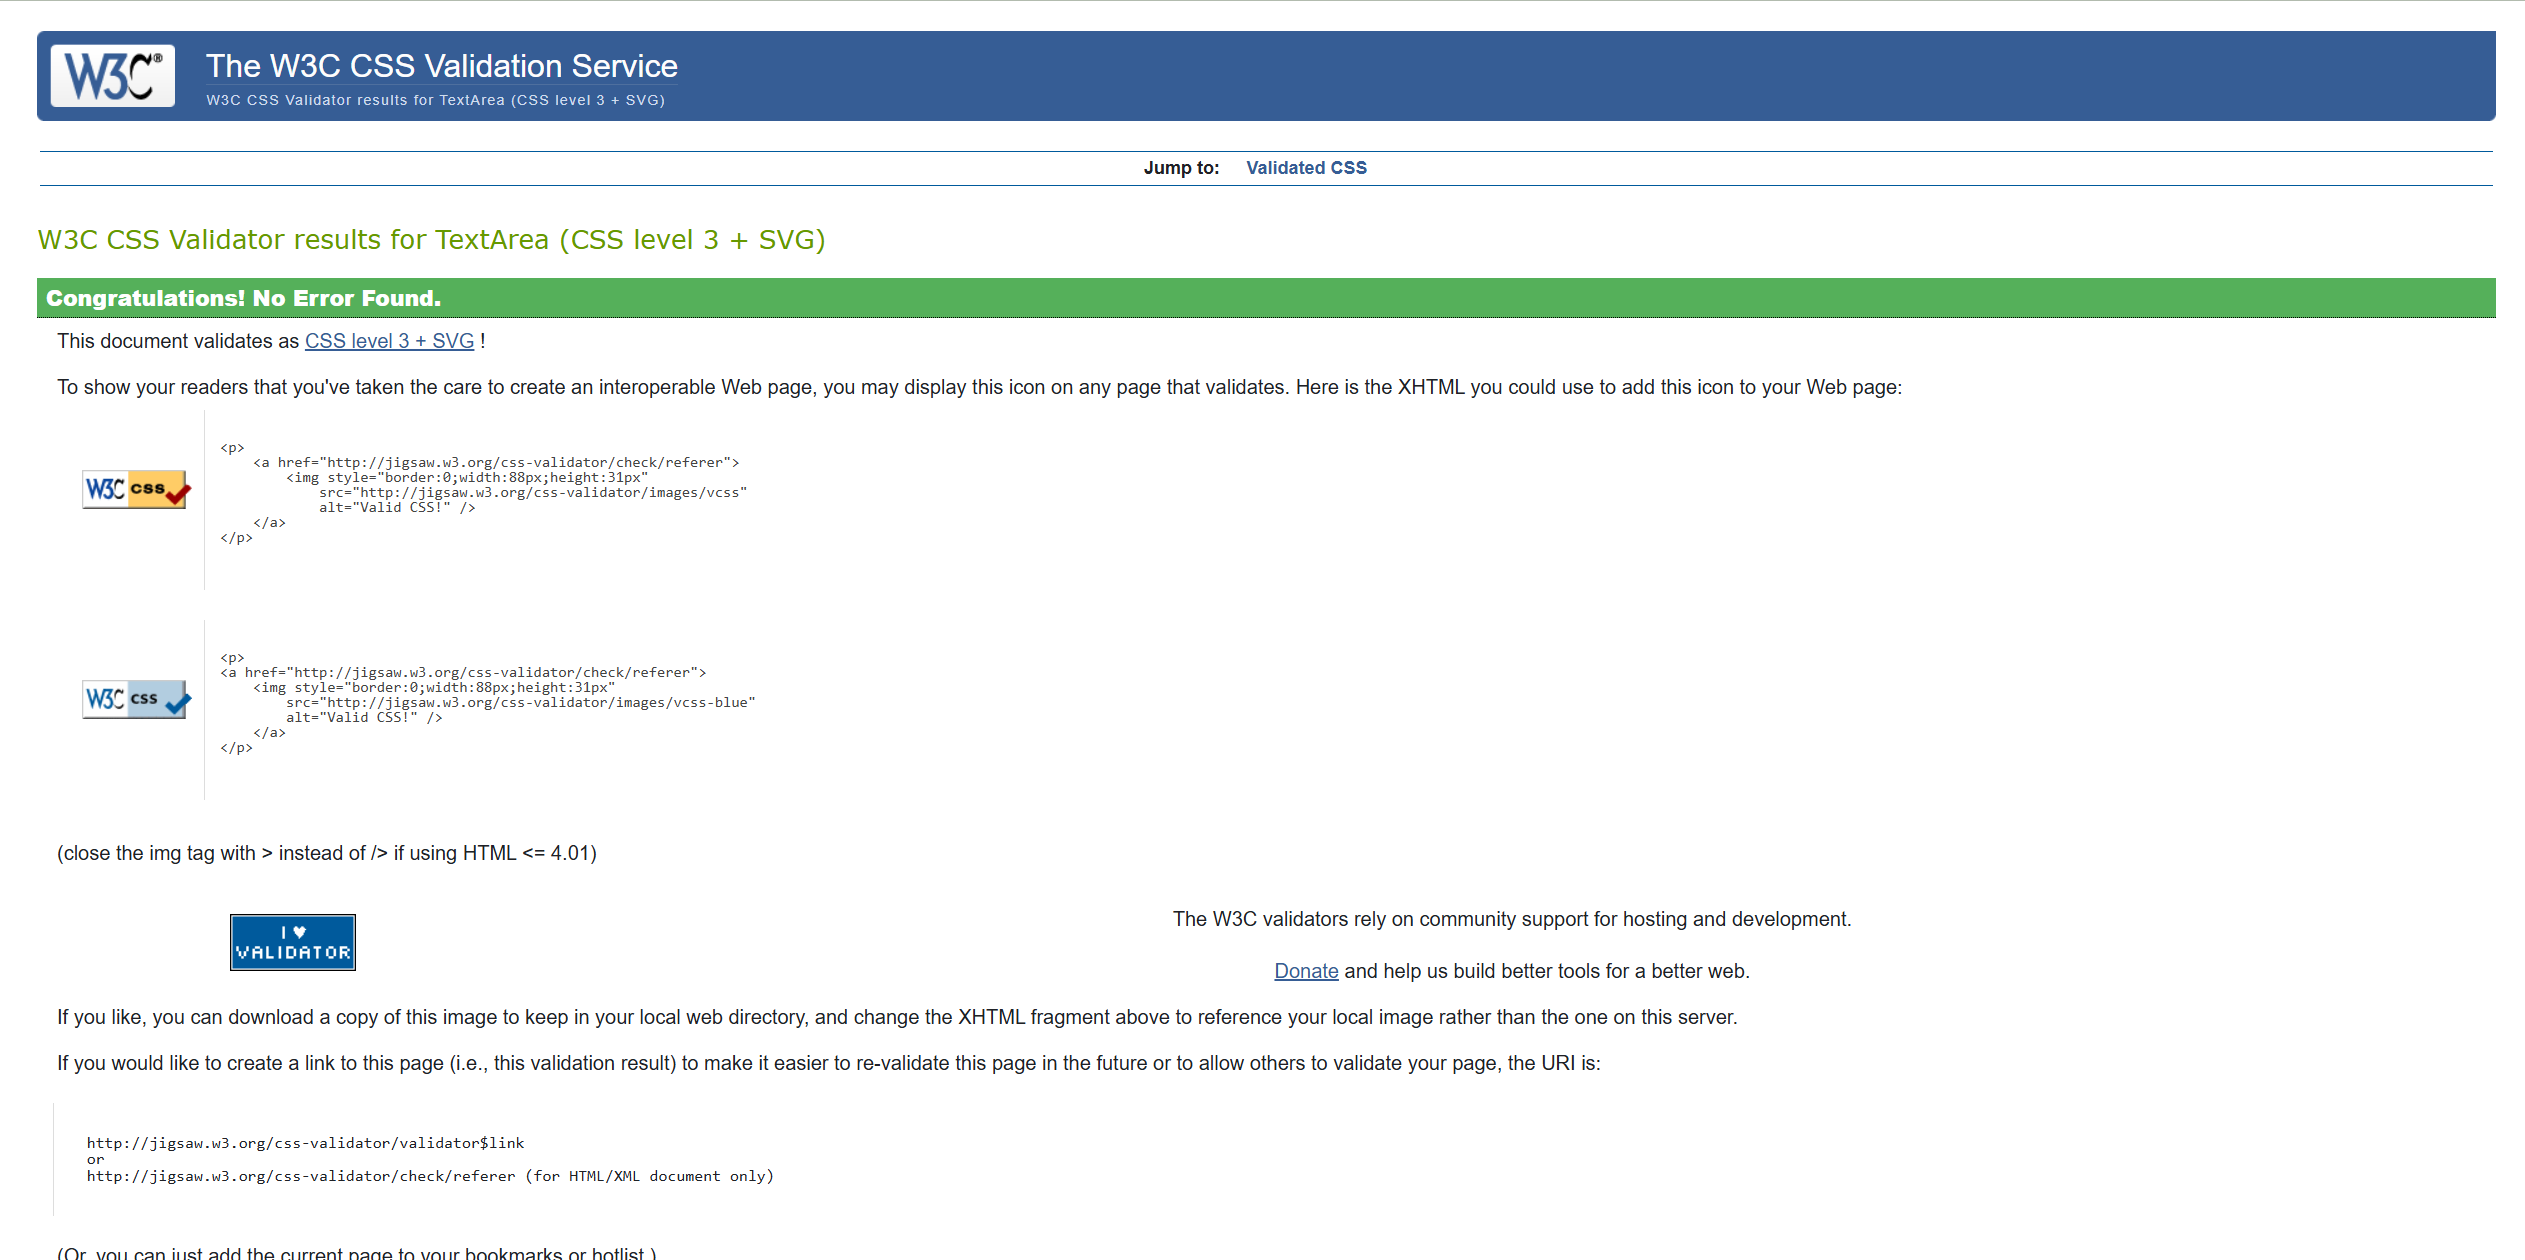 W3C®
The W3C CSS Validation Service
W3C CSS Validator results for TextArea (CSS level 3 + SVG)
Jump to: Validated CSS
W3C CSS Validator results for TextArea (CSS level 3 + SVG)
Congratulations! No Error Found.
This document validates as CSS level 3 + SVG !
To show your readers that you've taken the care to create an interoperable Web page, you may display this icon on any page that validates. Here is the XHTML you could use to add this icon to your Web page:
W3C css
<p>
    <a href="http://jigsaw.w3.org/css-validator/check/referer">
        <img style="border:0;width:88px;height:31px"
            src="http://jigsaw.w3.org/css-validator/images/vcss"
            alt="Valid CSS!" />
    </a>
</p>
W3C css
<p>
<a href="http://jigsaw.w3.org/css-validator/check/referer">
    <img style="border:0;width:88px;height:31px"
        src="http://jigsaw.w3.org/css-validator/images/vcss-blue"
        alt="Valid CSS!" />
    </a>
</p>
(close the img tag with > instead of /> if using HTML <= 4.01)
I ♥
VALIDATOR
The W3C validators rely on community support for hosting and development.
Donate and help us build better tools for a better web.
If you like, you can download a copy of this image to keep in your local web directory, and change the XHTML fragment above to reference your local image rather than the one on this server.
If you would like to create a link to this page (i.e., this validation result) to make it easier to re-validate this page in the future or to allow others to validate your page, the URI is:
http://jigsaw.w3.org/css-validator/validator$link
or
http://jigsaw.w3.org/css-validator/check/referer (for HTML/XML document only)
(Or, you can just add the current page to your bookmarks or hotlist.)